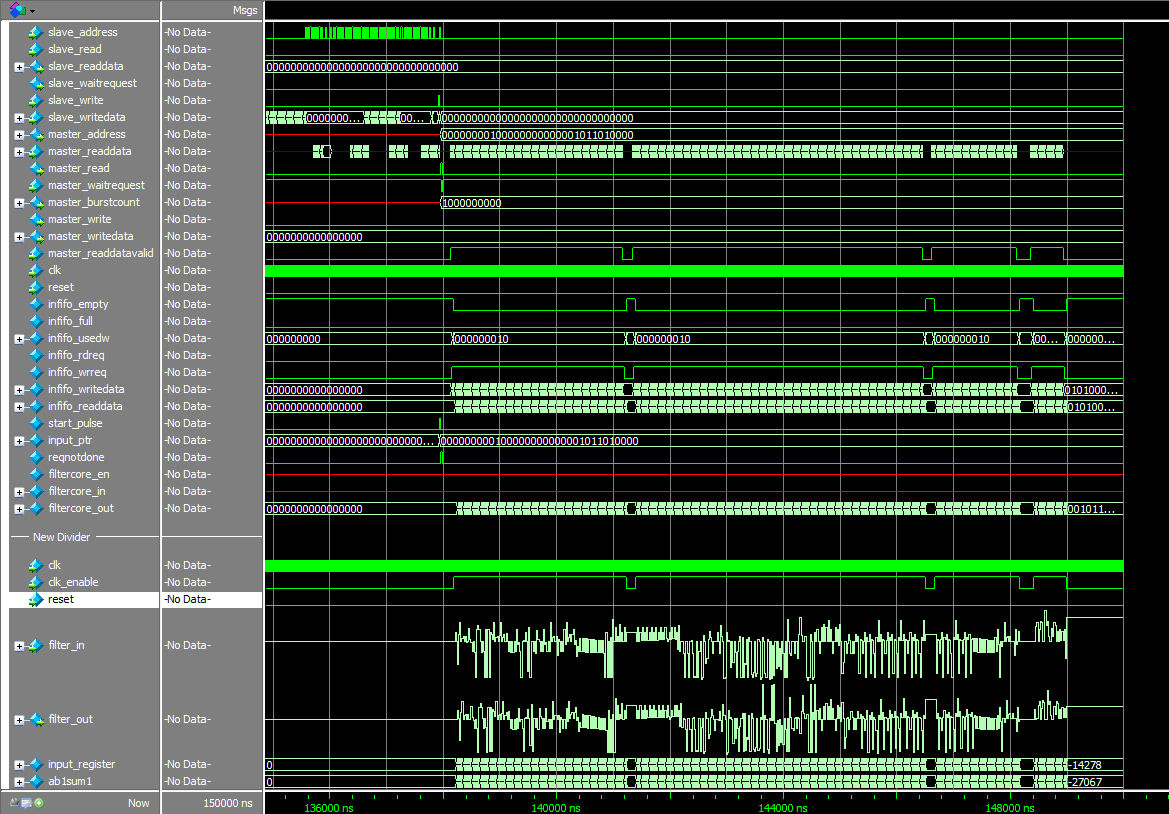 Msgs
slave_address -No Data-
slave_read -No Data-
slave_readdata -No Data- 00000000000000000000000000000000
slave_waitrequest -No Data-
slave_write -No Data-
slave_writedata -No Data- 0000000... 00... 00000000000000000000000000000000
master_address -No Data- 00000000100000000000001011010000
master_readdata -No Data-
master_read -No Data-
master_waitrequest -No Data-
master_burstcount -No Data- 1000000000
master_write -No Data-
master_writedata -No Data- 0000000000000000
master_readdatavalid -No Data-
clk -No Data-
reset -No Data-
infifo_empty -No Data-
infifo_full -No Data-
infifo_usedw -No Data- 000000000 000000010 000000010 000000010 00... 000000...
infifo_rdreq -No Data-
infifo_wrreq -No Data-
infifo_writedata -No Data- 0000000000000000 0101000...
infifo_readdata -No Data- 0000000000000000 010100...
start_pulse -No Data-
input_ptr -No Data- 00000000000000000000000000... 00000000100000000000001011010000
reqnotdone -No Data-
filtercore_en -No Data-
filtercore_in -No Data-
filtercore_out -No Data- 0000000000000000 001011...
New Divider
clk -No Data-
clk_enable -No Data-
reset -No Data-
filter_in -No Data-
filter_out -No Data-
input_register -No Data- 0 -14278
ab1sum1 -No Data- 0 -27067
Now 150000 ns 136000 ns 140000 ns 144000 ns 148000 ns